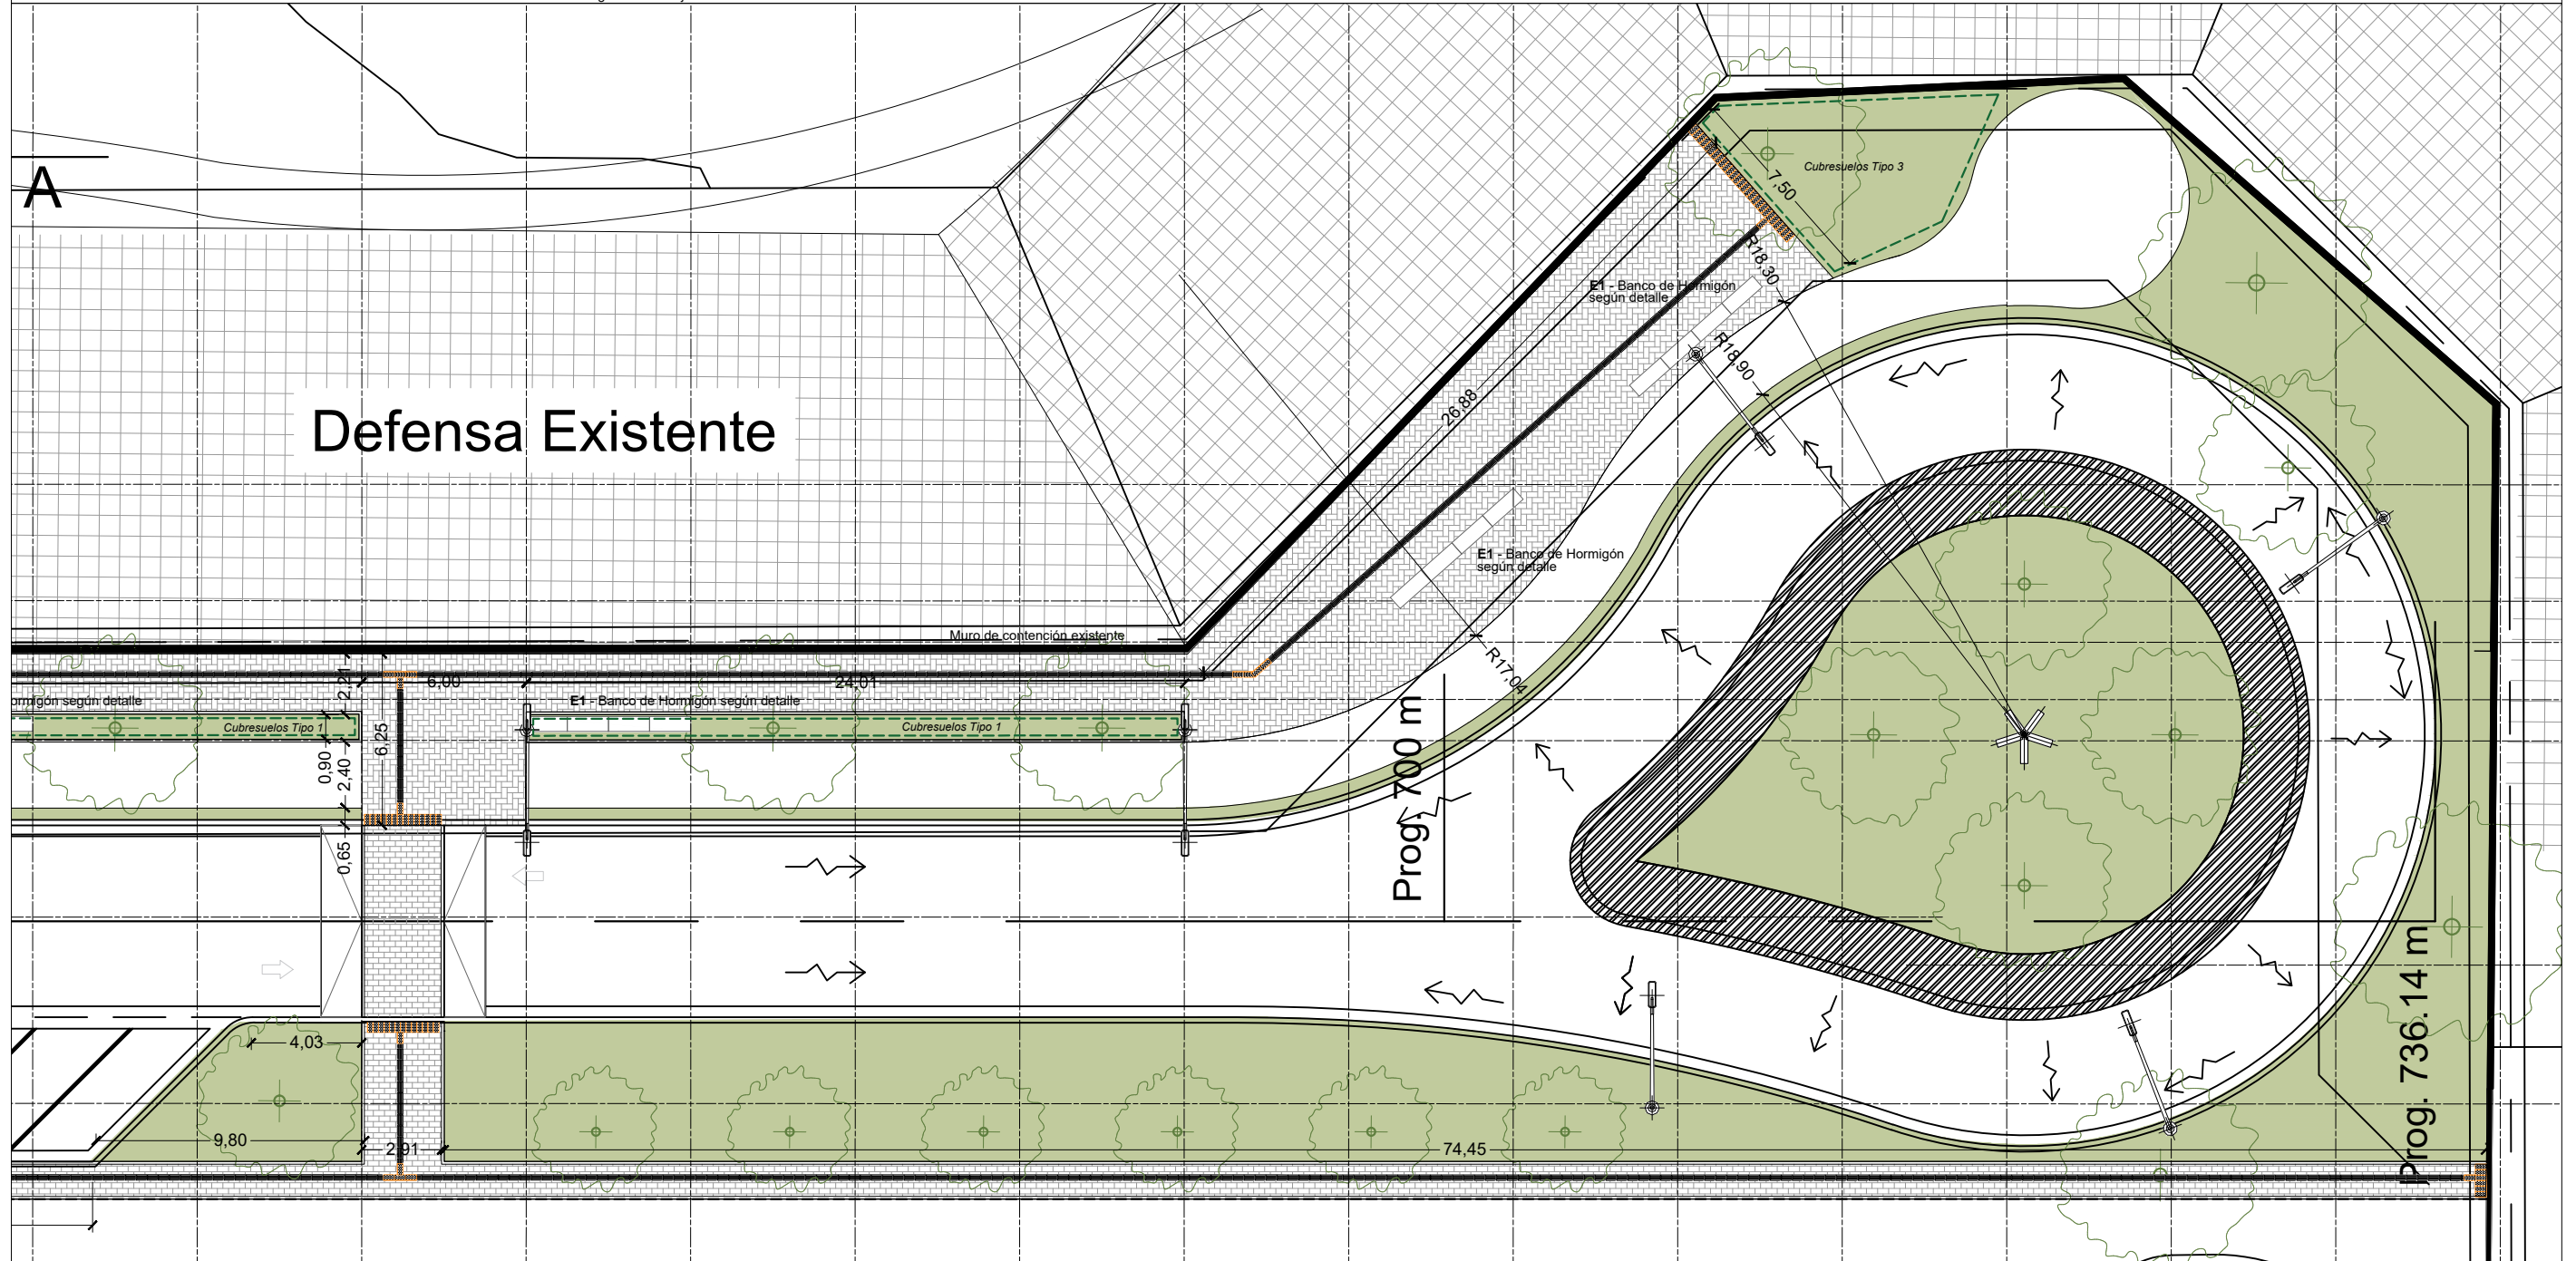 A
Cubresuelos Tipo 3
7,50
R18,30
E1 - Banco de Hormigón
según detalle
R18,90
26,88
Defensa Existente
E1 - Banco de Hormigón
según detalle
Muro de contención existente
R17,04
2,21
6,00
24,01
ormigón según detalle
E1 - Banco de Hormigón según detalle
Cubresuelos Tipo 1
Cubresuelos Tipo 1
6,25
0,90
2,40
0,65
Prog. 700 m
Prog. 736.14 m
4,03
9,80
2,91
74,45